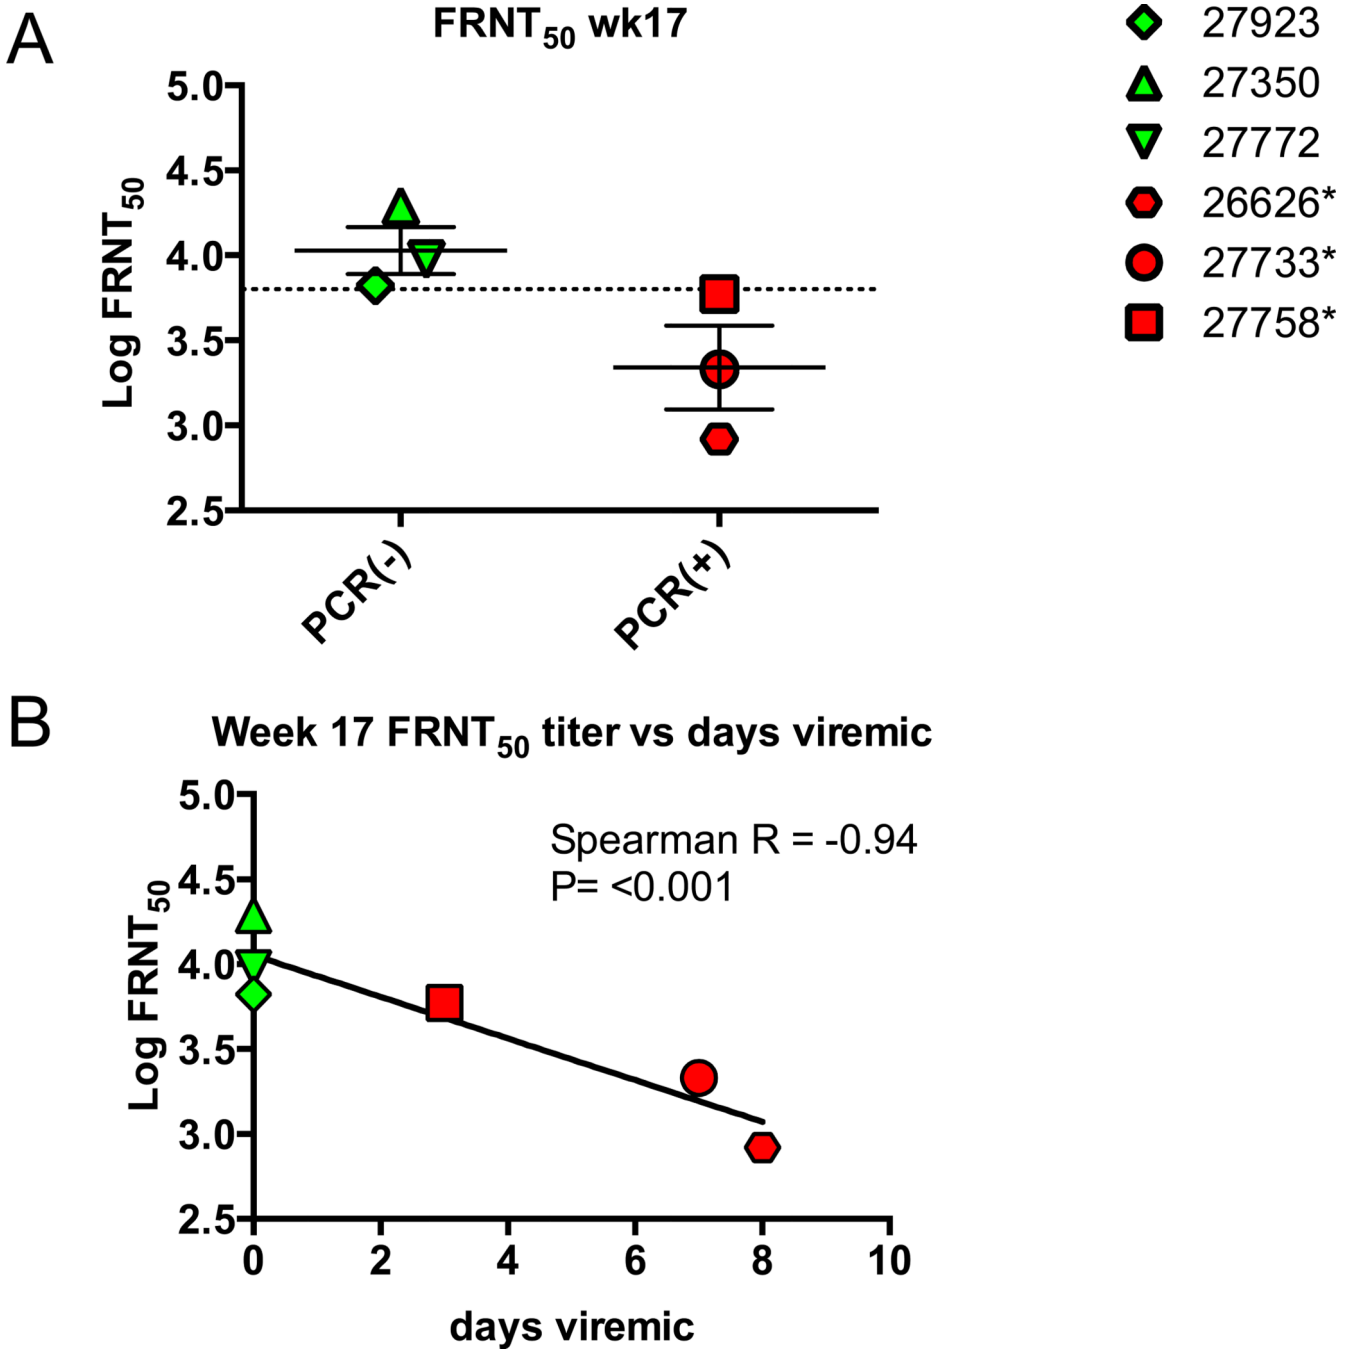 A
FRNT50 wk17
27923
27350
27772
26626*
27733*
27758*
Log FRNT50
5.0
4.5
4.0
3.5
3.0
2.5
PCR(-)
PCR(+)
B
Week 17 FRNT50 titer vs days viremic
Spearman R = -0.94
P= <0.001
Log FRNT50
5.0
4.5
4.0
3.5
3.0
2.5
0 2 4 6 8 10
days viremic